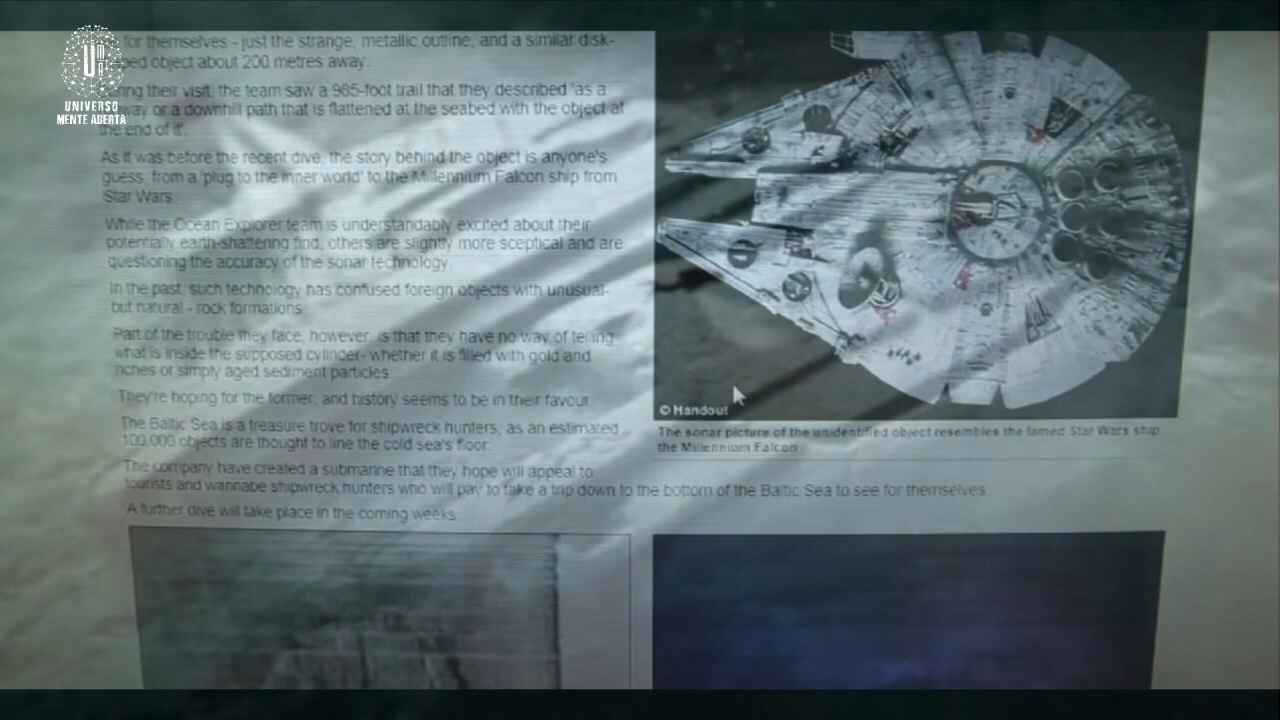 UNIVERSO
MENTE ABERTA
for themselves - just the strange, metallic outline, and a similar disk-
ped object about 200 metres away.
ring their visit, the team saw a 985-foot trail that they described 'as a
way or a downhill path that is flattened at the seabed with the object at
the end of it'.
As it was before the recent dive, the story behind the object is anyone's
guess, from a 'plug to the inner world' to the Millennium Falcon ship from
Star Wars.
While the Ocean Explorer team is understandably excited about their
potentially earth-shattering find, others are slightly more sceptical and are
questioning the accuracy of the sonar technology.
In the past, such technology has confused foreign objects with unusual-
but natural - rock formations.
Part of the trouble they face, however, is that they have no way of telling
what is inside the supposed cylinder- whether it is filled with gold and
riches or simply aged sediment particles.
They're hoping for the former, and history seems to be in their favour.
The Baltic Sea is a treasure trove for shipwreck hunters, as an estimated
100,000 objects are thought to line the cold sea's floor.
The company have created a submarine that they hope will appeal to
tourists and wannabe shipwreck hunters who will pay to take a trip down to the bottom of the Baltic Sea to see for themselves.
A further dive will take place in the coming weeks.
© Handout
The sonar picture of the unidentified object resembles the famed Star Wars ship
the Millennium Falcon